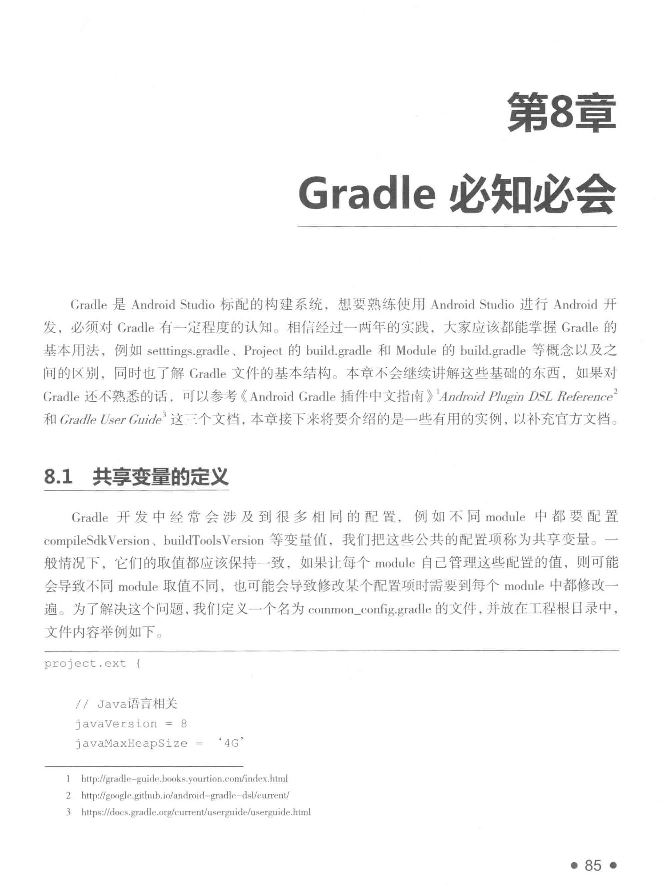 第8章
Gradle 必知必会
Gradle 是 Android Studio 标配的构建系统，想要熟练使用 Android Studio 进行 Android 开
发，必须对 Gradle 有一定程度的认知。相信经过一两年的实践，大家应该都能掌握 Gradle 的
基本用法，例如 setttings.gradle、Project 的 build.gradle 和 Module 的 build.gradle 等概念以及之
间的区别，同时也了解 Gradle 文件的基本结构。本章不会继续讲解这些基础的东西，如果对
Gradle 还不熟悉的话，可以参考《Android Gradle 插件中文指南》1Android Plugin DSL Reference2
和 Gradle User Guide3 这三个文档，本章接下来将要介绍的是一些有用的实例，以补充官方文档。
8.1 共享变量的定义
Gradle 开发中经常会涉及到很多相同的配置，例如不同 module 中都要配置
compileSdkVersion、buildToolsVersion 等变量值，我们把这些公共的配置项称为共享变量。一
般情况下，它们的取值都应该保持一致，如果让每个 module 自己管理这些配置的值，则可能
会导致不同 module 取值不同，也可能会导致修改某个配置项时需要到每个 module 中都修改一
遍。为了解决这个问题，我们定义一个名为 common_config.gradle 的文件，并放在工程根目录中，
文件内容举例如下。
project.ext {
// Java语言相关
javaVersion = 8
javaMaxHeapSize = ‘4G’
1 http://gradle-guide.books.yourtion.com/index.html
2 http://google.github.io/android-gradle-dsl/current/
3 https://docs.gradle.org/current/userguide/userguide.html
• 85 •